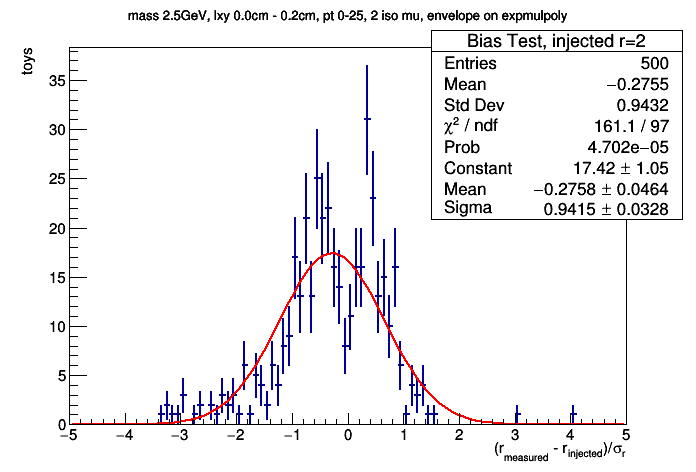 mass 2.5GeV, lxy 0.0cm - 0.2cm, pt 0-25, 2 iso mu, envelope on expmulpoly
Bias Test, injected r=2
Entries 500
Mean −0.2755
Std Dev 0.9432
χ² / ndf 161.1 / 97
Prob 4.702e−05
Constant 17.42 ± 1.05
Mean −0.2758 ± 0.0464
Sigma 0.9415 ± 0.0328
toys
35
30
25
20
15
10
5
0
−5 −4 −3 −2 −1 0 1 2 3 4 5
(r_measured - r_injected)/σ_r